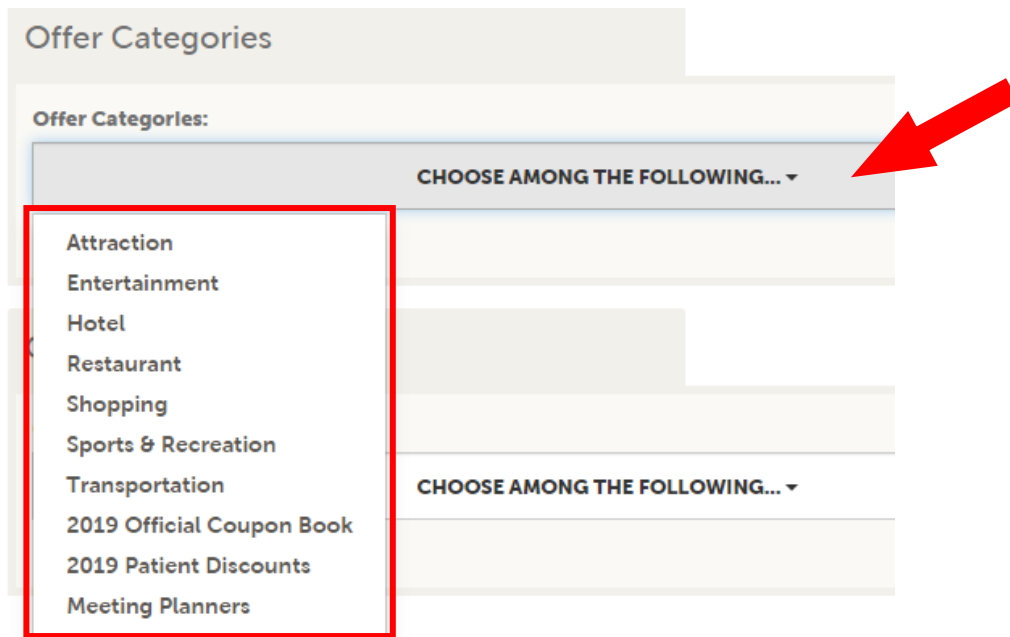 Offer Categories
Offer Categories:
CHOOSE AMONG THE FOLLOWING...
Attraction
Entertainment
Hotel
Restaurant
Shopping
Sports & Recreation
Transportation
CHOOSE AMONG THE FOLLOWING...
2019 Official Coupon Book
2019 Patient Discounts
Meeting Planners